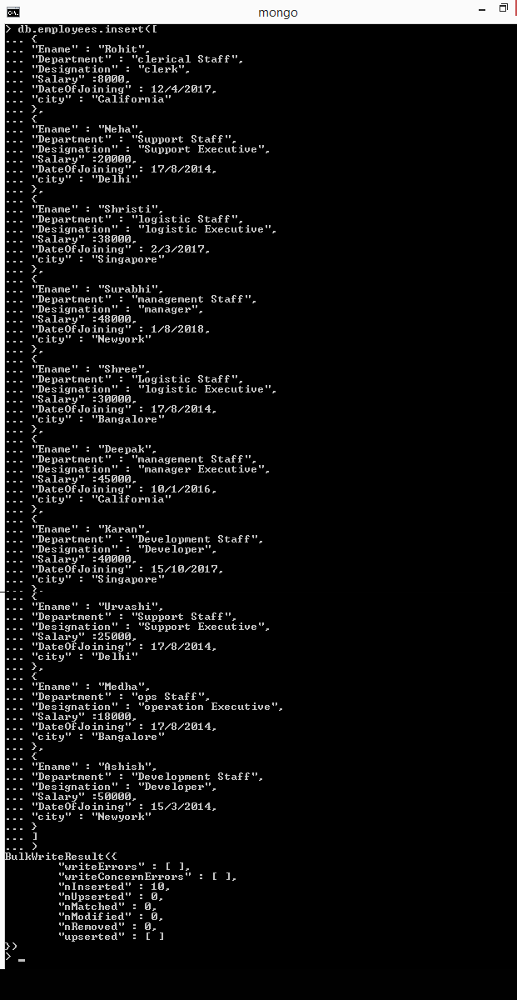 mongo
> db.employees.insert([
... {
... "Ename" : "Rohit",
... "Department" : "clerical Staff",
... "Designation" : "clerk",
... "Salary" :8000,
... "DateOfJoining" : 12/4/2017,
... "city" : "California"
... },
... {
... "Ename" : "Neha",
... "Department" : "Support Staff",
... "Designation" : "Support Executive",
... "Salary" :20000,
... "DateOfJoining" : 17/8/2014,
... "city" : "Delhi"
... },
... {
... "Ename" : "Shristi",
... "Department" : "logistic Staff",
... "Designation" : "logistic Executive",
... "Salary" :38000,
... "DateOfJoining" : 2/3/2017,
... "city" : "Singapore"
... },
... {
... "Ename" : "Surabhi",
... "Department" : "management Staff",
... "Designation" : "manager",
... "Salary" :48000,
... "DateOfJoining" : 1/8/2018,
... "city" : "Newyork"
... },
... {
... "Ename" : "Shree",
... "Department" : "Logistic Staff",
... "Designation" : "logistic Executive",
... "Salary" :30000,
... "DateOfJoining" : 17/8/2014,
... "city" : "Bangalore"
... },
... {
... "Ename" : "Deepak",
... "Department" : "management Staff",
... "Designation" : "manager Executive",
... "Salary" :45000,
... "DateOfJoining" : 10/1/2016,
... "city" : "California"
... },
... {
... "Ename" : "Karan",
... "Department" : "Development Staff",
... "Designation" : "Developer",
... "Salary" :40000,
... "DateOfJoining" : 15/10/2017,
... "city" : "Singapore"
... },
... {
... "Ename" : "Urvashi",
... "Department" : "Support Staff",
... "Designation" : "Support Executive",
... "Salary" :25000,
... "DateOfJoining" : 17/8/2014,
... "city" : "Delhi"
... },
... {
... "Ename" : "Medha",
... "Department" : "ops Staff",
... "Designation" : "operation Executive",
... "Salary" :18000,
... "DateOfJoining" : 17/8/2014,
... "city" : "Bangalore"
... },
... {
... "Ename" : "Ashish",
... "Department" : "Development Staff",
... "Designation" : "Developer",
... "Salary" :50000,
... "DateOfJoining" : 15/3/2014,
... "city" : "Newyork"
... }
... ]
... )
BulkWriteResult({
"writeErrors" : [ ],
"writeConcernErrors" : [ ],
"nInserted" : 10,
"nUpserted" : 0,
"nMatched" : 0,
"nModified" : 0,
"nRemoved" : 0,
"upserted" : [ ]
})
> _